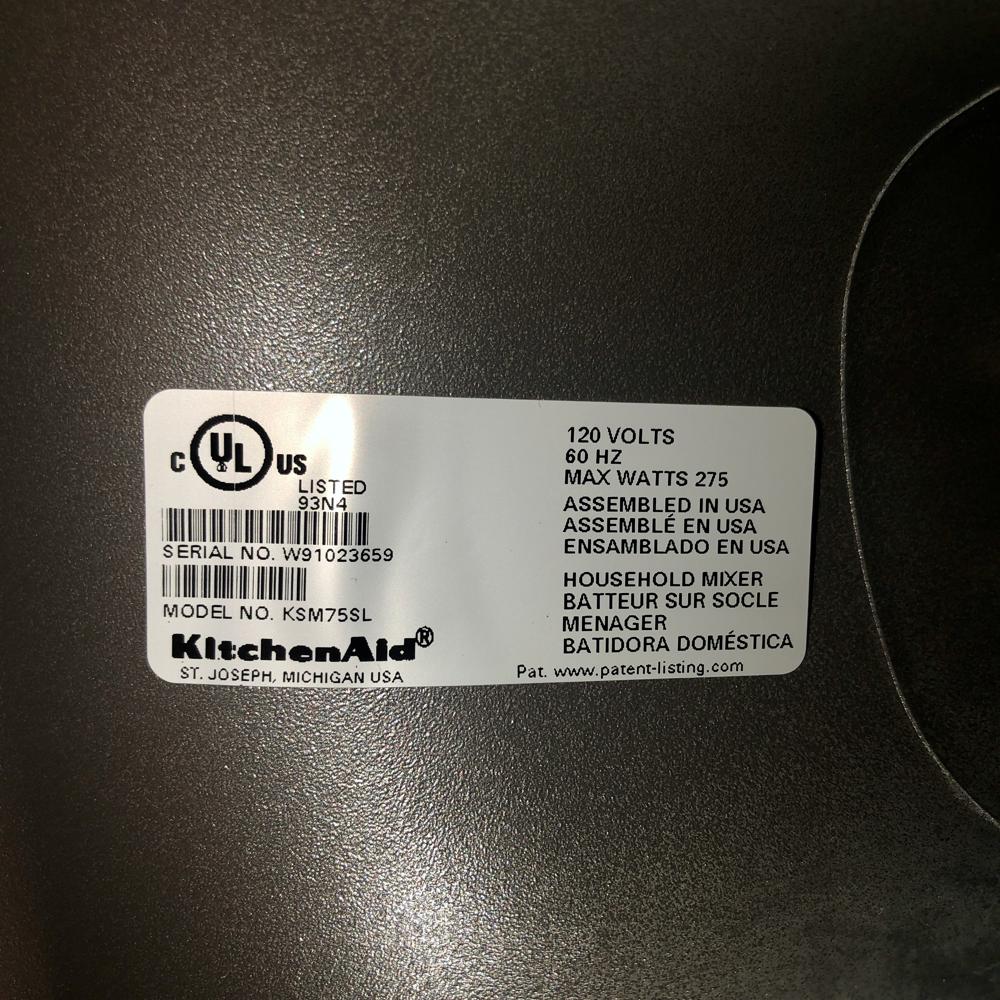 C UL US
LISTED
93N4
SERIAL NO. W91023659
MODEL NO. KSM75SL
KitchenAid®
ST. JOSEPH, MICHIGAN USA
120 VOLTS
60 HZ
MAX WATTS 275
ASSEMBLED IN USA
ASSEMBLÉ EN USA
ENSAMBLADO EN USA
HOUSEHOLD MIXER
BATTEUR SUR SOCLE
MENAGER
BATIDORA DOMÉSTICA
Pat. www.patent-listing.com